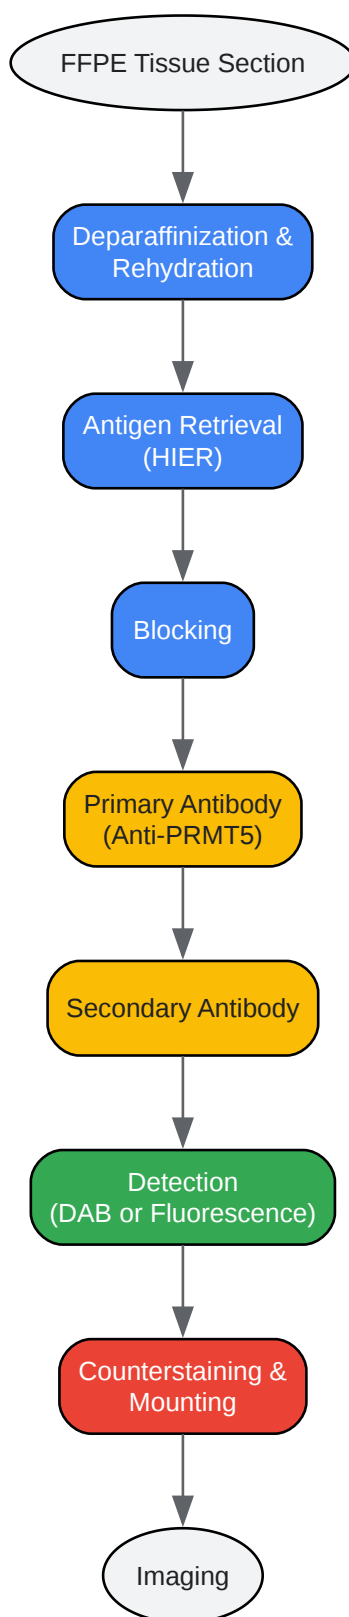 FFPE Tissue Section
Deparaffinization &
Rehydration
Antigen Retrieval
(HIER)
Blocking
Primary Antibody
(Anti-PRMT5)
Secondary Antibody
Detection
(DAB or Fluorescence)
Counterstaining &
Mounting
Imaging